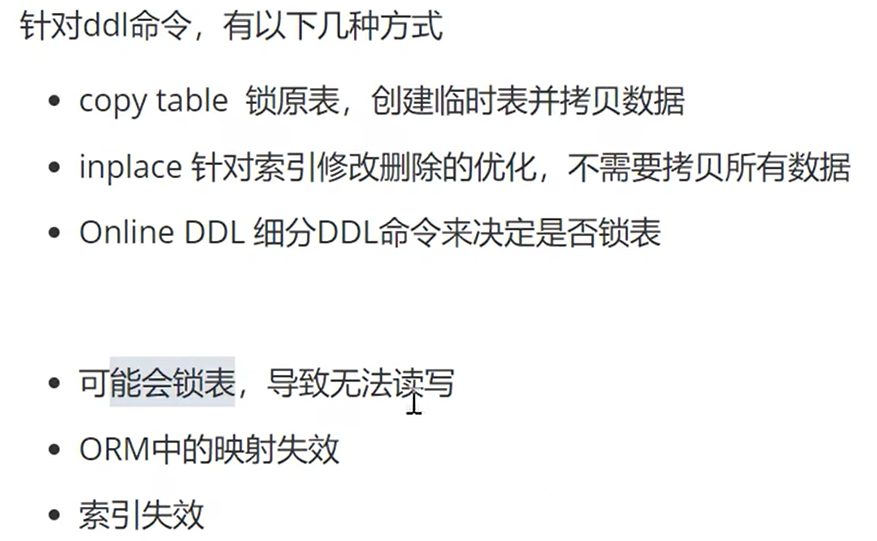 针对ddl命令，有以下几种方式
copy table 锁原表，创建临时表并拷贝数据
inplace 针对索引修改删除的优化，不需要拷贝所有数据
Online DDL 细分DDL命令来决定是否锁表
可能会锁表，导致无法读写
ORM中的映射失效
索引失效